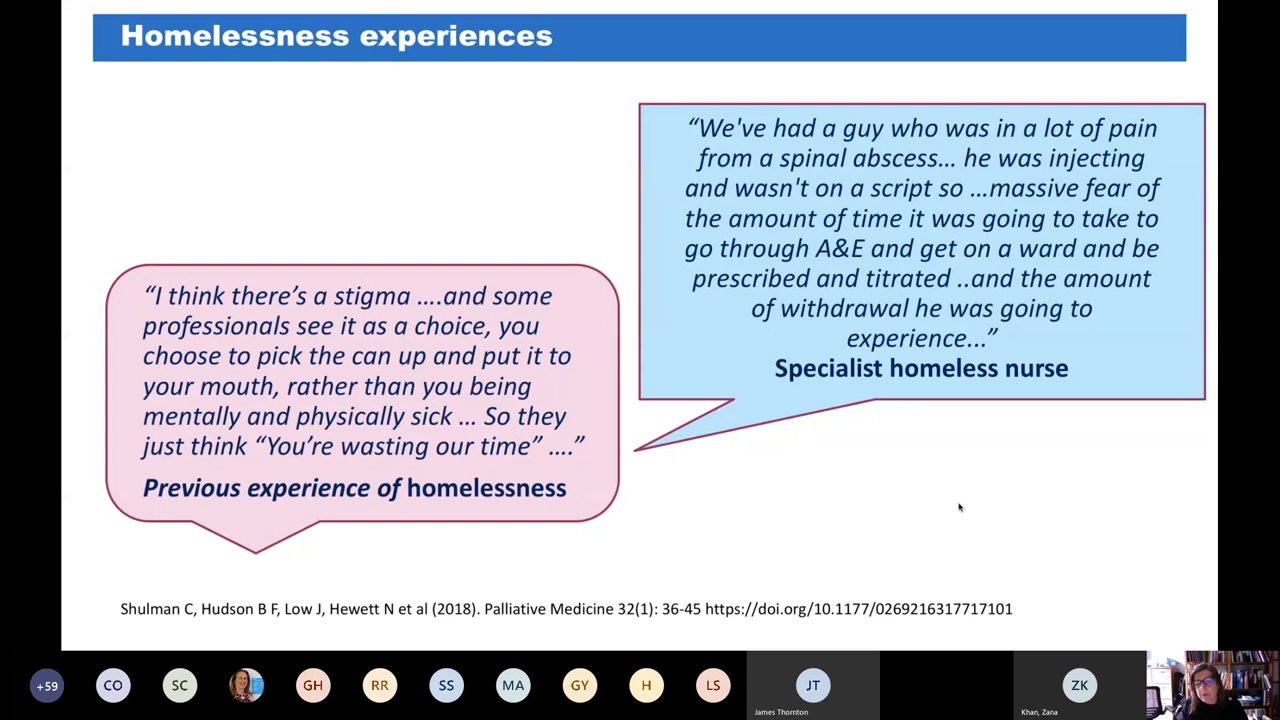 Homelessness experiences
“We've had a guy who was in a lot of pain
from a spinal abscess… he was injecting
and wasn't on a script so …massive fear of
the amount of time it was going to take to
go through A&E and get on a ward and be
prescribed and titrated ..and the amount
of withdrawal he was going to
experience...”
Specialist homeless nurse
“I think there’s a stigma ….and some
professionals see it as a choice, you
choose to pick the can up and put it to
your mouth, rather than you being
mentally and physically sick … So they
just think “You’re wasting our time” ….”
Previous experience of homelessness
Shulman C, Hudson B F, Low J, Hewett N et al (2018). Palliative Medicine 32(1): 36-45 https://doi.org/10.1177/0269216317717101
+59
CO
SC
GH
RR
SS
MA
GY
H
LS
JT
James Thornton
ZK
Khan, Zana